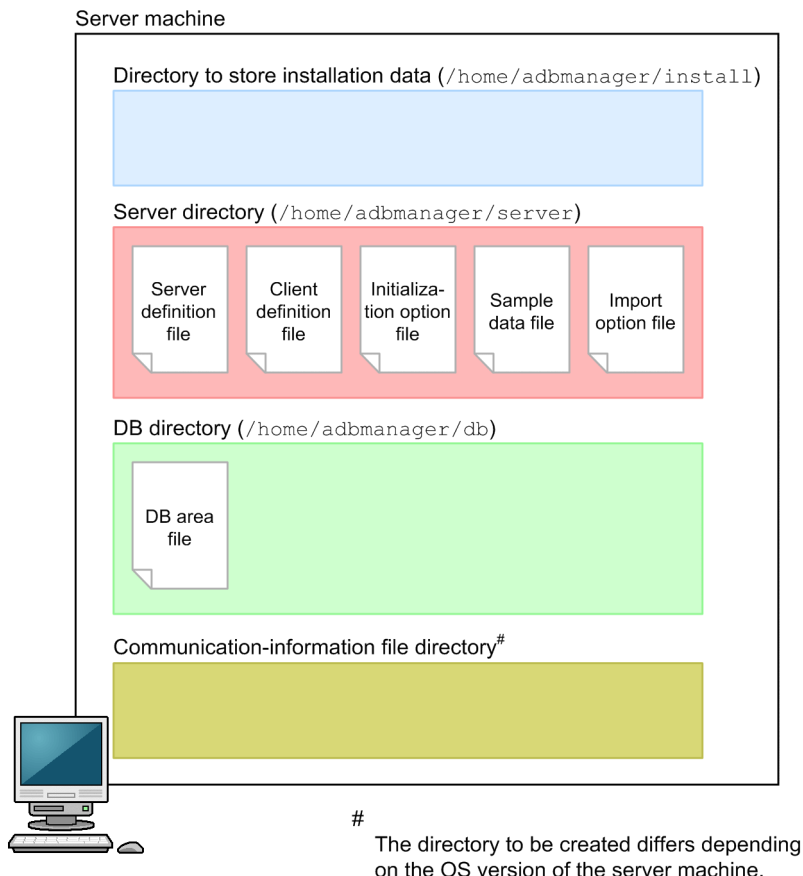 Server machine
Directory to store installation data (/home/adbmanager/install)
Server directory (/home/adbmanager/server)
Server
definition
file
Client
definition
file
Initializa-
tion option
file
Sample
data file
Import
option file
DB directory (/home/adbmanager/db)
DB area
file
Communication-information file directory#
#
The directory to be created differs depending
on the OS version of the server machine.